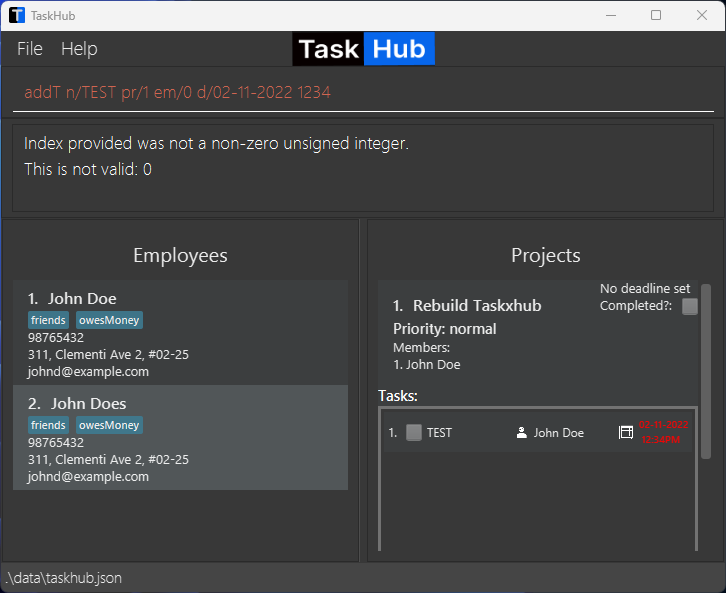 TaskHub
File Help
Task Hub
addT n/TEST pr/1 em/0 d/02-11-2022 1234
Index provided was not a non-zero unsigned integer.
This is not valid: 0
Employees
1. John Doe
friends owesMoney
98765432
311, Clementi Ave 2, #02-25
johnd@example.com
2. John Does
friends owesMoney
98765432
311, Clementi Ave 2, #02-25
johnd@example.com
Projects
No deadline set
1. Rebuild Taskxhub
Completed?:
Priority: normal
Members:
1. John Doe
Tasks:
1. TEST John Doe 02-11-2022
12:34PM
.\data\taskhub.json